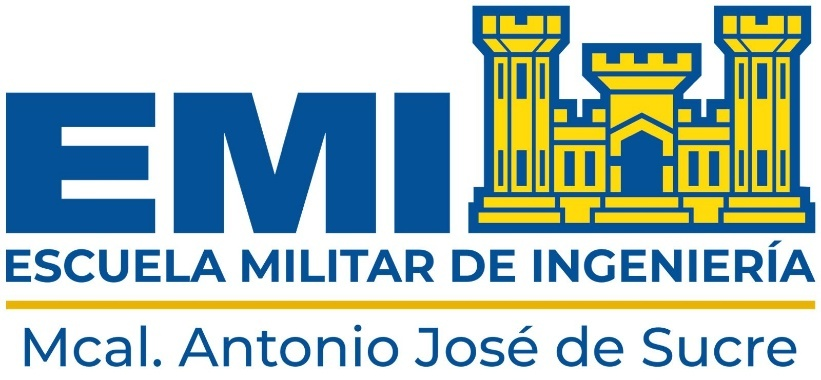 EMI
ESCUELA MILITAR DE INGENIERÍA
Mcal. Antonio José de Sucre